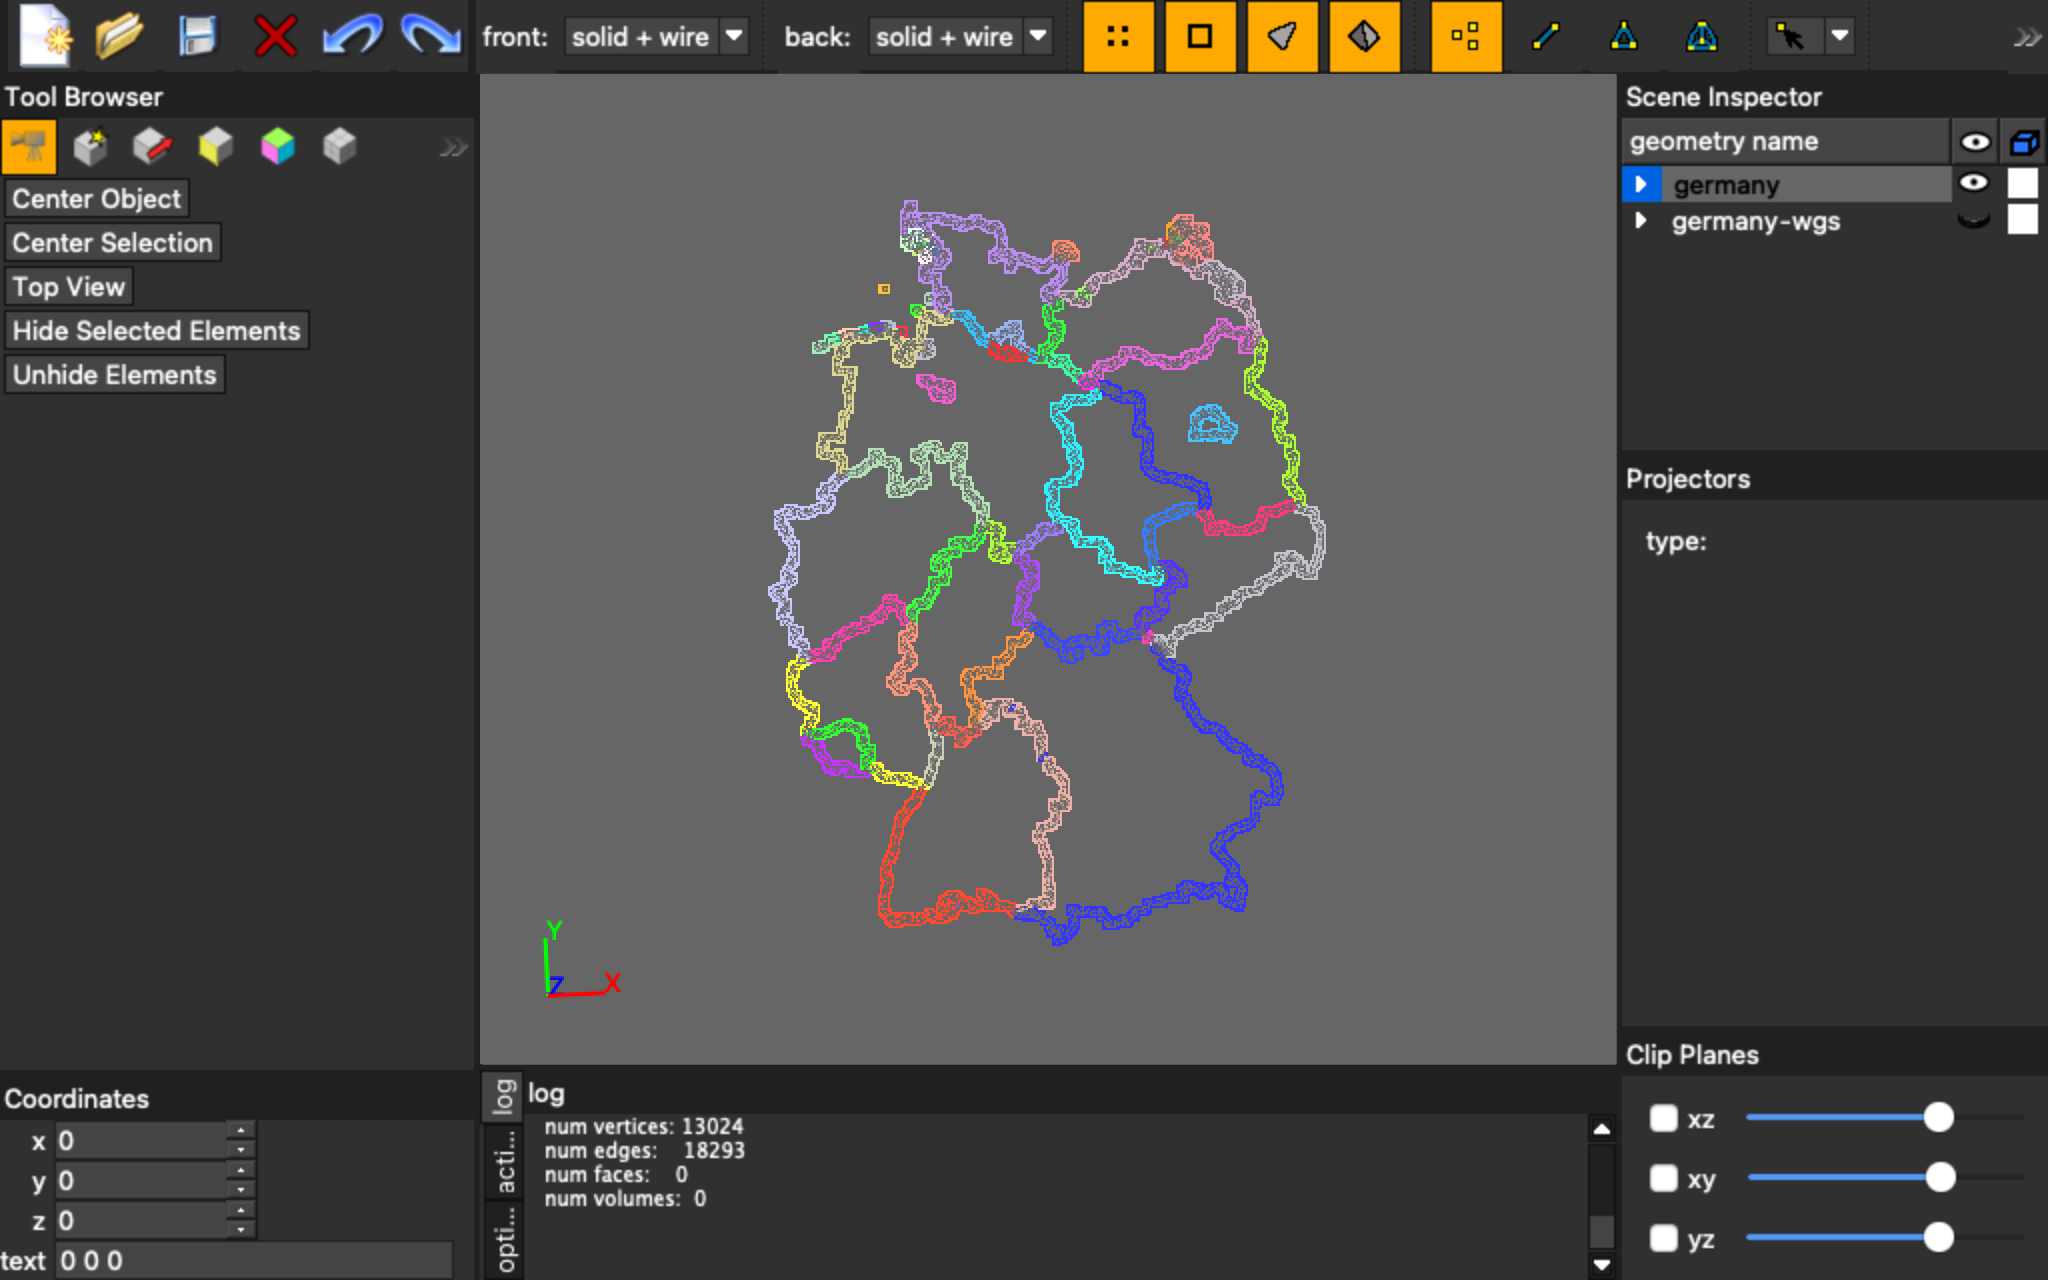 front: solid + wire back: solid + wire
Tool Browser
Center Object
Center Selection
Top View
Hide Selected Elements
Unhide Elements
Y
Z X
Scene Inspector
geometry name
germany
germany-wgs
Projectors
type:
Coordinates
x 0
y 0
z 0
text 0 0 0
log
acti...
opti...
log
num vertices: 13024
num edges: 18293
num faces: 0
num volumes: 0
Clip Planes
xz
xy
yz